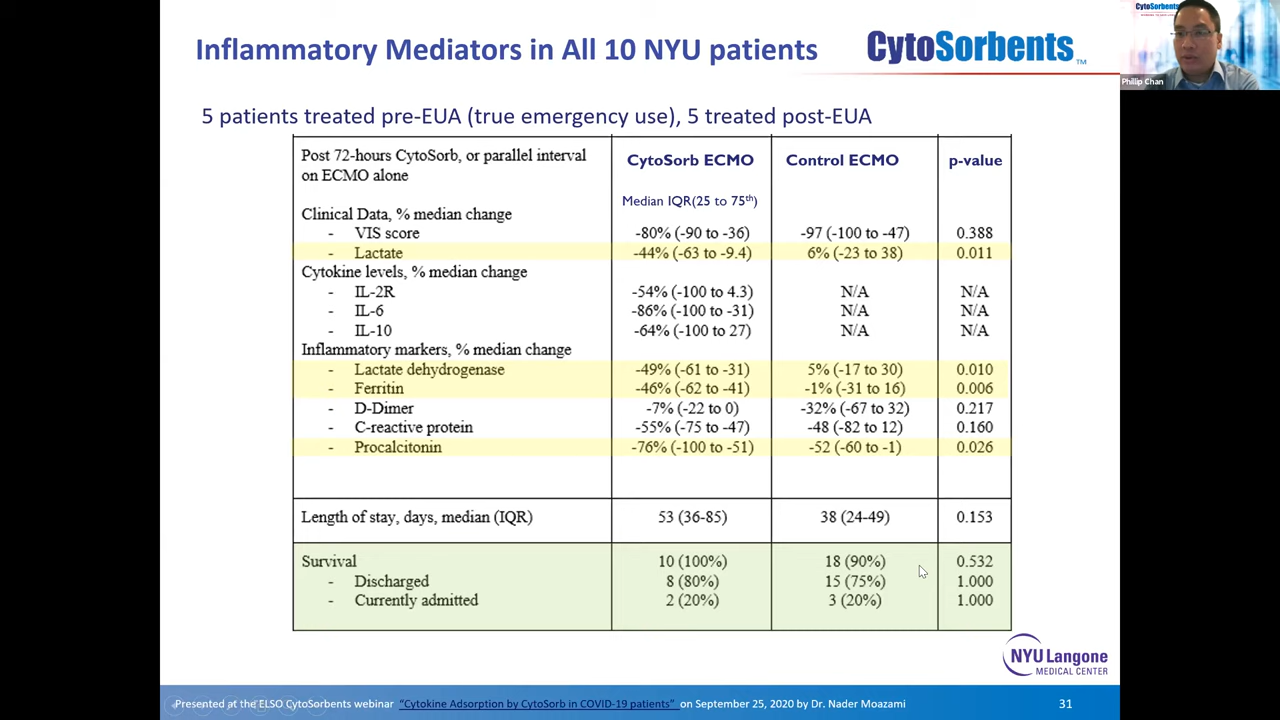 Inflammatory Mediators in All 10 NYU patients
CytoSorbents™
CytoSorbents
Phillip Chan
5 patients treated pre-EUA (true emergency use), 5 treated post-EUA
Post 72-hours CytoSorb, or parallel interval on ECMO alone CytoSorb ECMO Control ECMO p-value
Median IQR(25 to 75th)
Clinical Data, % median change
- VIS score -80% (-90 to -36) -97 (-100 to -47) 0.388
- Lactate -44% (-63 to -9.4) 6% (-23 to 38) 0.011
Cytokine levels, % median change
- IL-2R -54% (-100 to 4.3) N/A N/A
- IL-6 -86% (-100 to -31) N/A N/A
- IL-10 -64% (-100 to 27) N/A N/A
Inflammatory markers, % median change
- Lactate dehydrogenase -49% (-61 to -31) 5% (-17 to 30) 0.010
- Ferritin -46% (-62 to -41) -1% (-31 to 16) 0.006
- D-Dimer -7% (-22 to 0) -32% (-67 to 32) 0.217
- C-reactive protein -55% (-75 to -47) -48 (-82 to 12) 0.160
- Procalcitonin -76% (-100 to -51) -52 (-60 to -1) 0.026
Length of stay, days, median (IQR) 53 (36-85) 38 (24-49) 0.153
Survival 10 (100%) 18 (90%) 0.532
- Discharged 8 (80%) 15 (75%) 1.000
- Currently admitted 2 (20%) 3 (20%) 1.000
NYU Langone
MEDICAL CENTER
Presented at the ELSO CytoSorbents webinar "Cytokine Adsorption by CytoSorb in COVID-19 patients" on September 25, 2020 by Dr. Nader Moazami 31